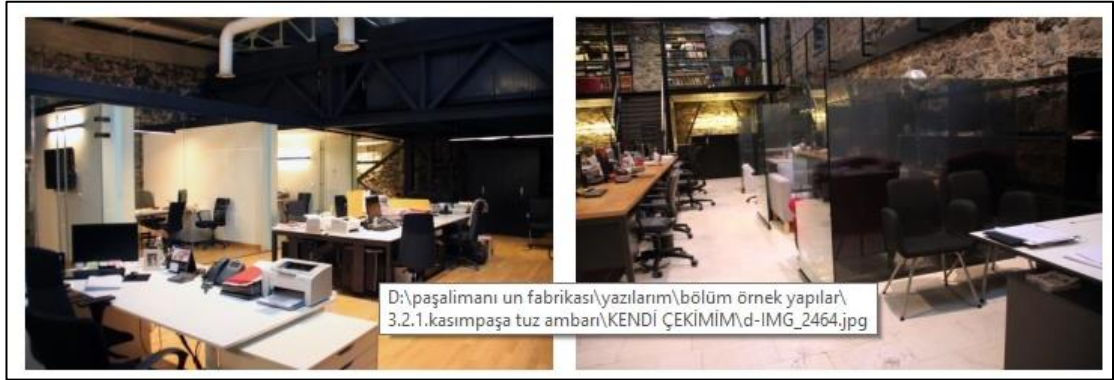 D:\paşalimanı un fabrikası\yazılarım\bölüm örnek yapılar\
3.2.1.kasımpaşa tuz ambarı\KENDİ ÇEKİMİM\d-IMG_2464.jpg